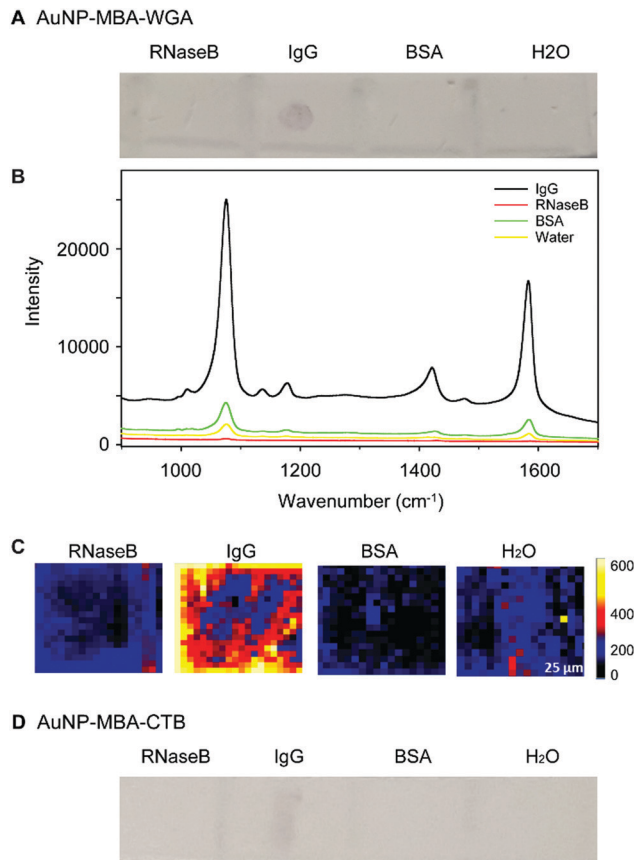 A AuNP-MBA-WGA
RNaseB IgG BSA H2O
B
IgG
RNaseB
BSA
Water
20000
10000
0
Intensity
1000 1200 1400 1600
Wavenumber (cm⁻¹)
C
RNaseB IgG BSA H₂O
600
400
200
0
25 µm
D AuNP-MBA-CTB
RNaseB IgG BSA H₂O